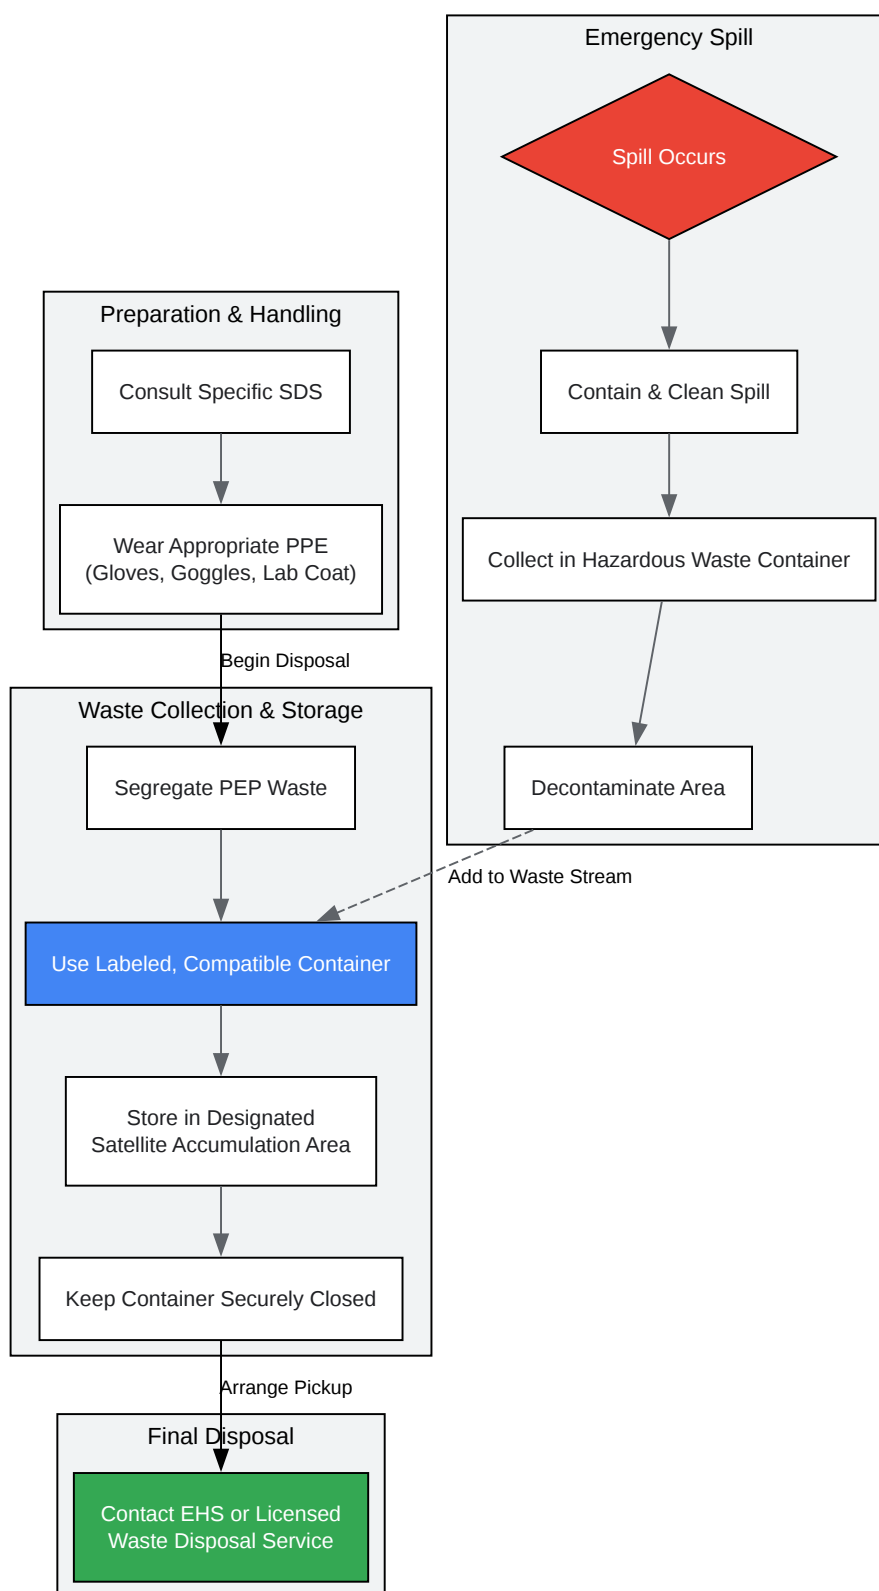 Emergency Spill
Spill Occurs
Contain & Clean Spill
Collect in Hazardous Waste Container
Decontaminate Area
Add to Waste Stream
Preparation & Handling
Consult Specific SDS
Wear Appropriate PPE
(Gloves, Goggles, Lab Coat)
Begin Disposal
Waste Collection & Storage
Segregate PEP Waste
Use Labeled, Compatible Container
Store in Designated
Satellite Accumulation Area
Keep Container Securely Closed
Arrange Pickup
Final Disposal
Contact EHS or Licensed
Waste Disposal Service